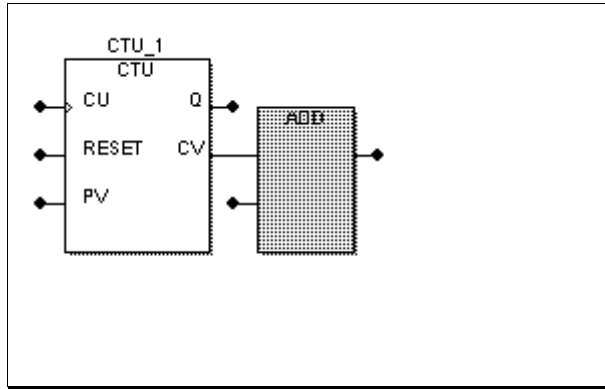 CTU_1
CTU
CU Q
ADD
RESET CV
PV